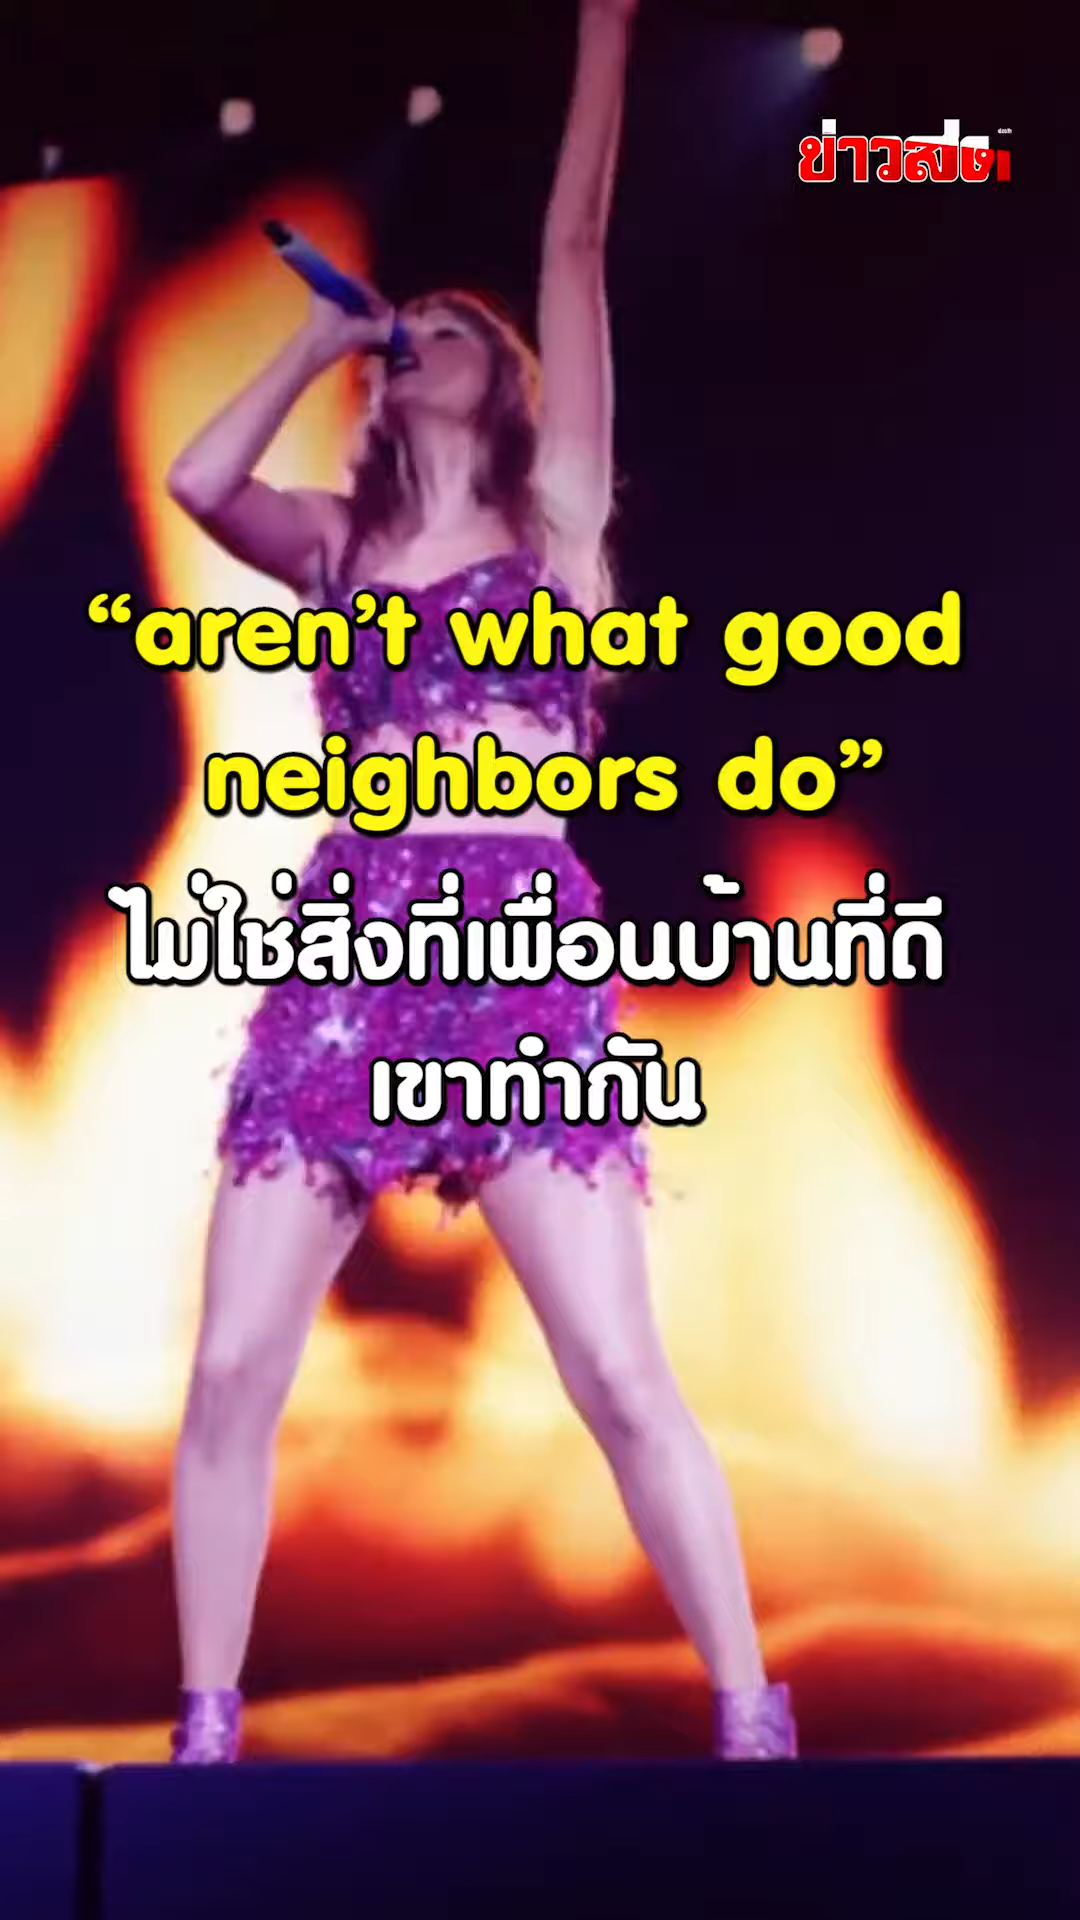 ข่าวสด
“aren’t what good
neighbors do”
ไม่ใช่สิ่งที่เพื่อนบ้านที่ดี
เขาทำกัน